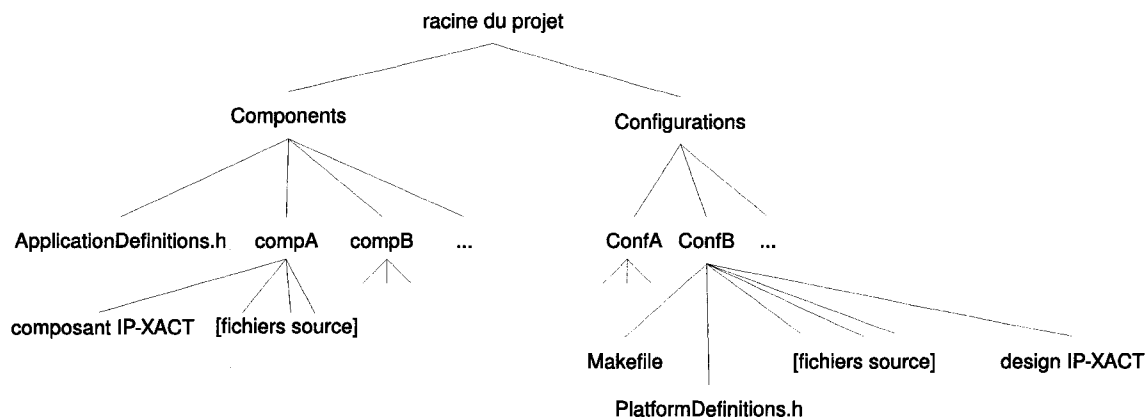 racine du projet
Components
Configurations
ApplicationDefinitions.h compA compB ... ConfA ConfB ...
composant IP-XACT [fichiers source]
Makefile [fichiers source] design IP-XACT
PlatformDefinitions.h